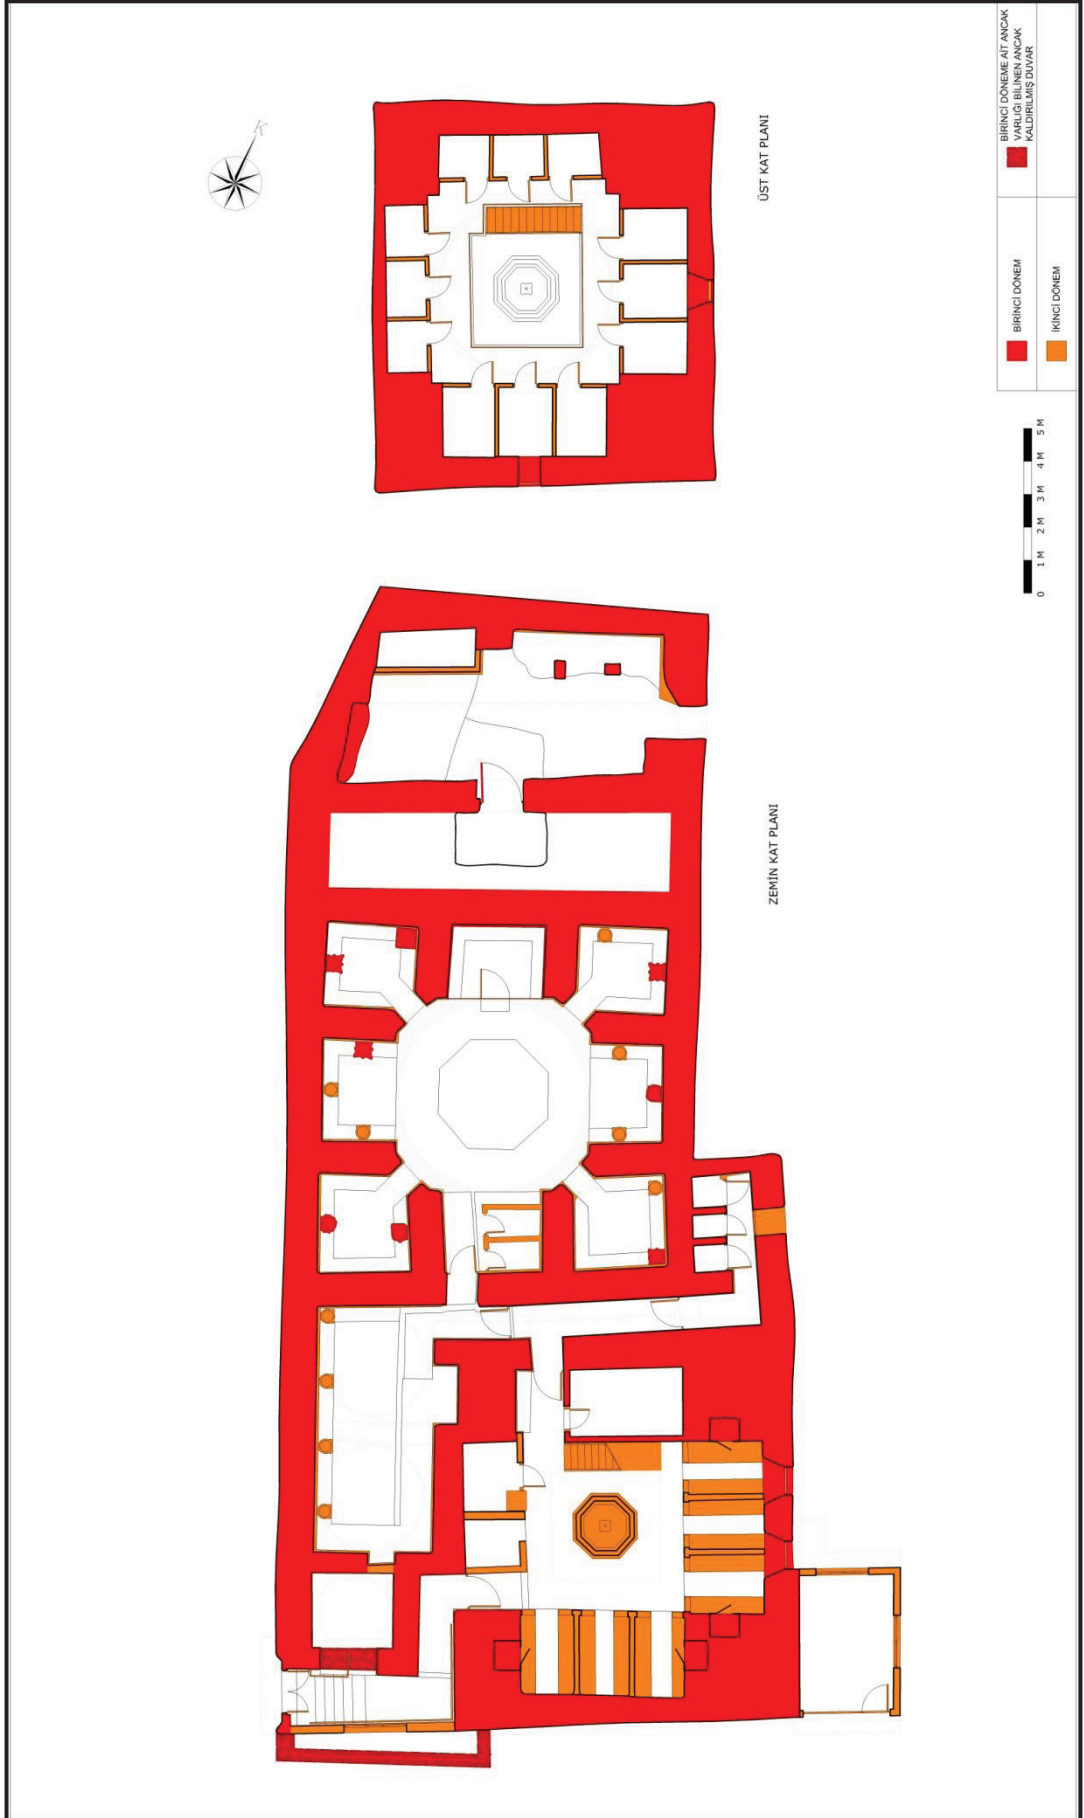 K
ÜST KAT PLANI
ZEMİN KAT PLANI
BİRİNCİ DÖNEM
İKİNCİ DÖNEM
BİRİNCİ DÖNEME AİT ANCAK
VARLIĞI BİLİNEN ANCAK
KALDIRILMIŞ DUVAR
0 1 M 2 M 3 M 4 M 5 M